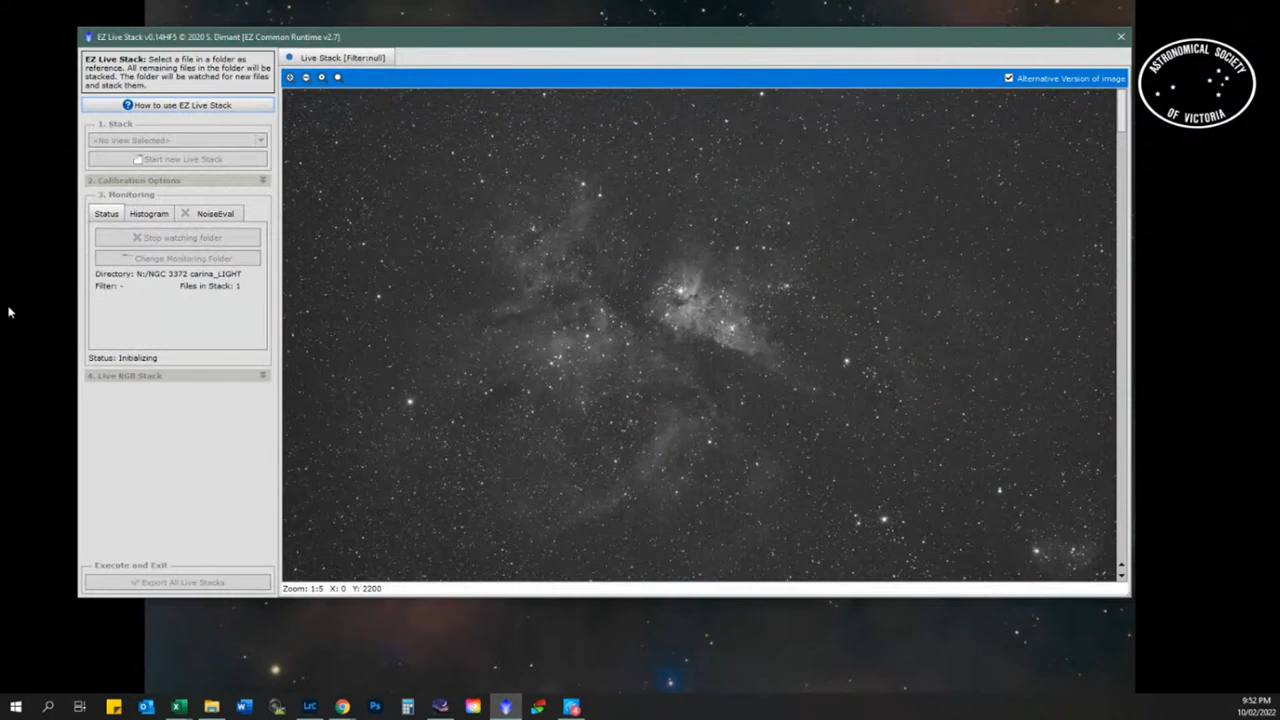 EZ Live Stack v0.14HF5 © 2020 S. Dimant [EZ Common Runtime v2.7]
EZ Live Stack: Select a file in a folder as
reference. All remaining files in the folder will be
stacked. The folder will be watched for new files
and stack them.
How to use EZ Live Stack
1. Stack
<No View Selected>
Start new Live Stack
2. Calibration Options
3. Monitoring
Status
Histogram
NoiseEval
Stop watching folder
Change Monitoring Folder
Directory: N:/NGC 3372 carina_LIGHT
Filter: -
Files in Stack: 1
Status: Initializing
4. Live RGB Stack
Execute and Exit
Export All Live Stacks
Live Stack [Filter:null]
Alternative Version of image
Zoom: 1:5 X: 0 Y: 2200
ASTRONOMICAL SOCIETY
OF VICTORIA
LrC
Ps
9:52 PM
10/02/2022